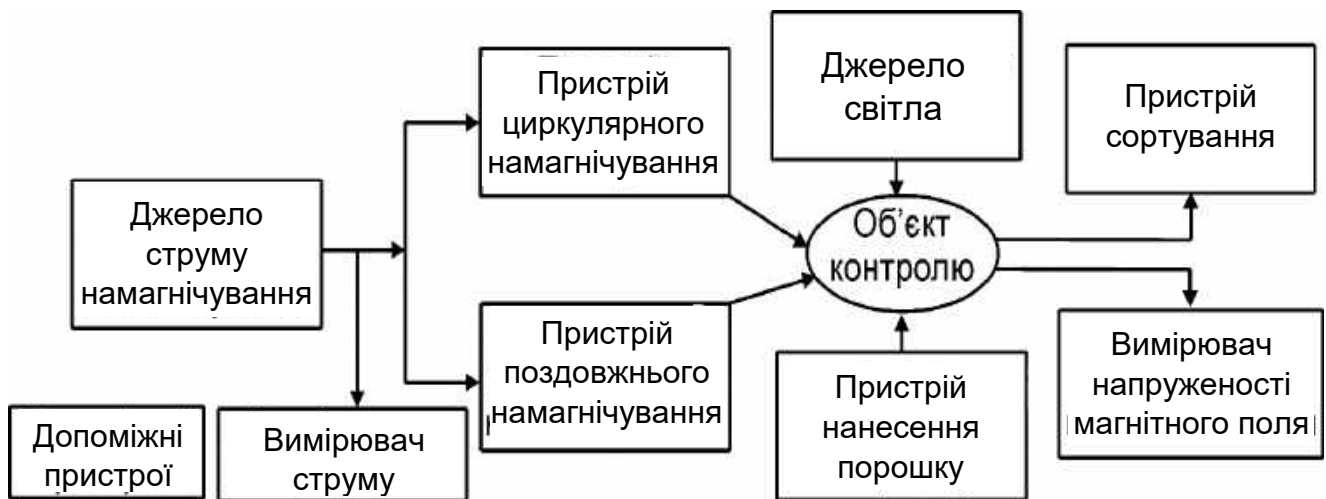 Джерело
струму
намагнічування
Пристрій
циркулярного
намагнічування
Джерело
світла
Пристрій
сортування
Об’єкт
контролю
Пристрій
поздовжнього
намагнічування
Вимірювач
напруженості
магнітного поля
Допоміжні
пристрої
Вимірювач
струму
Пристрій
нанесення
порошку